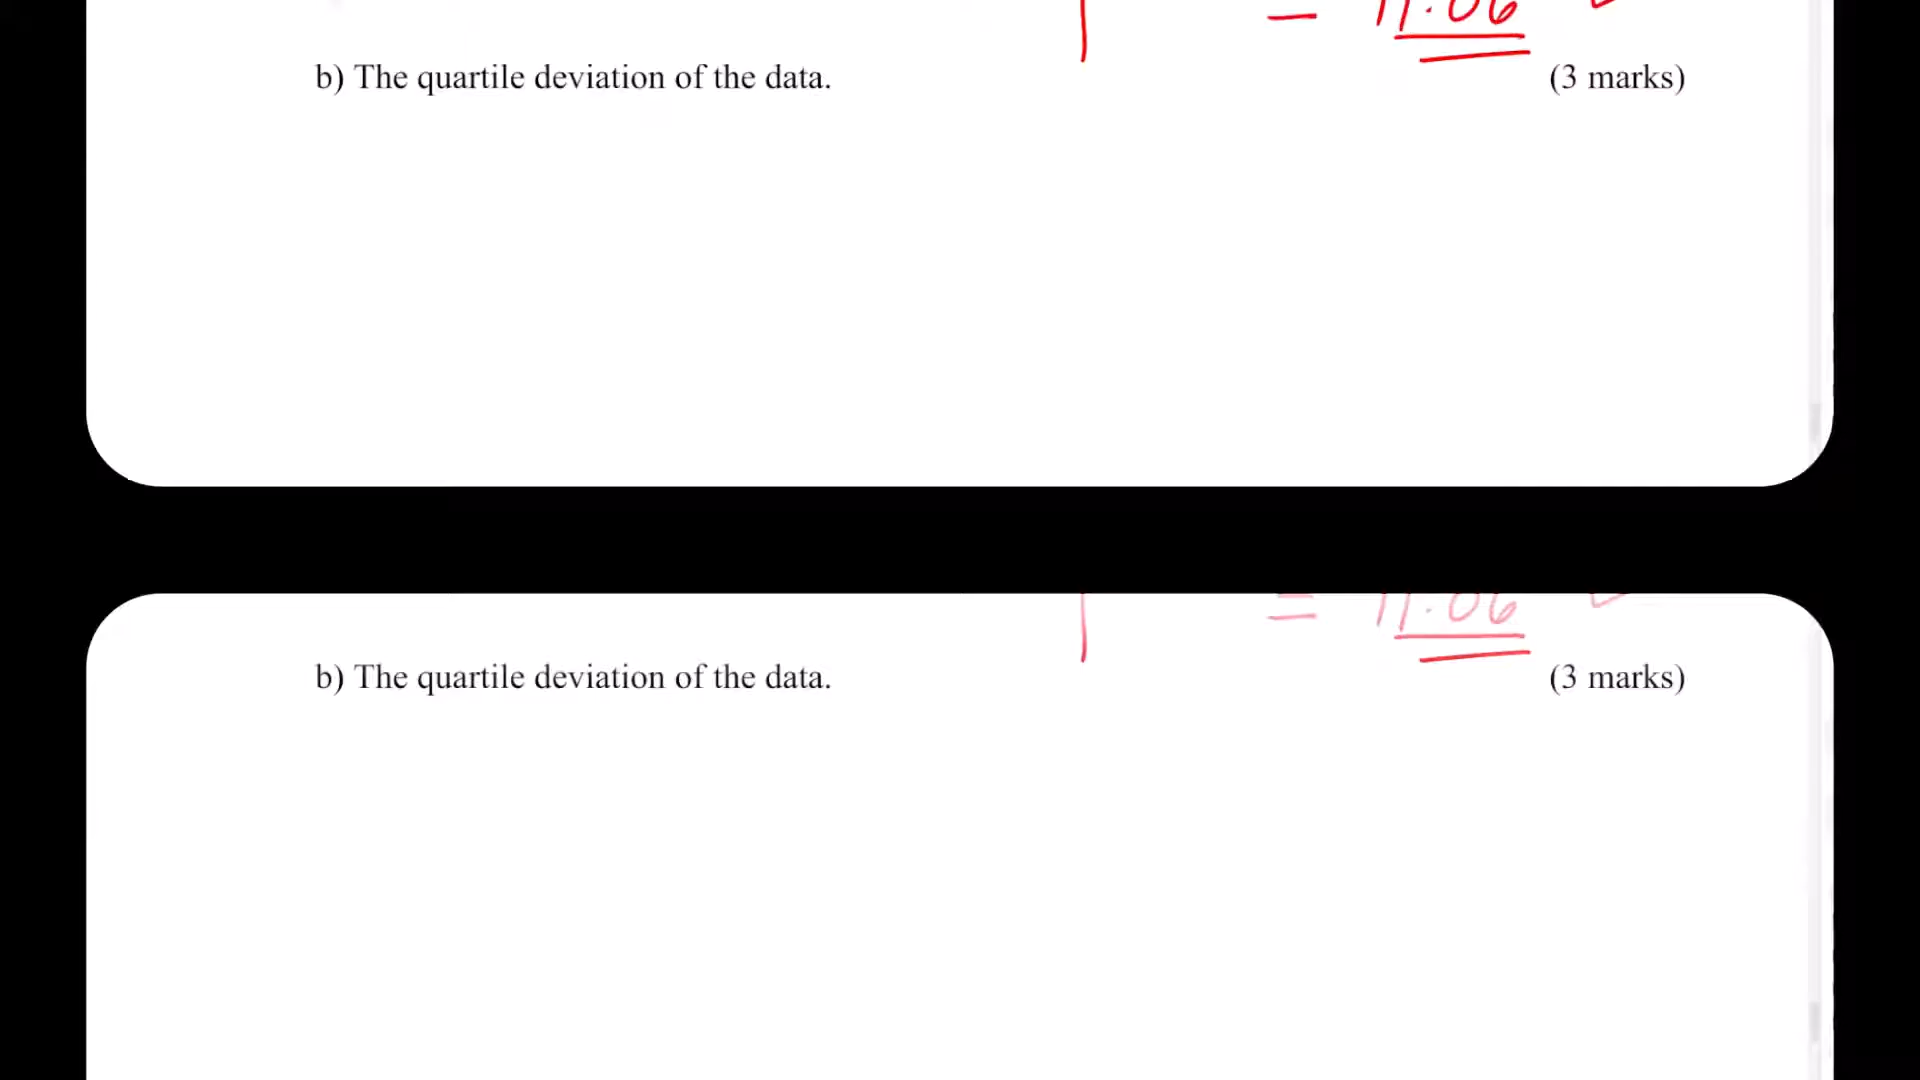 = 11.06
b) The quartile deviation of the data. (3 marks)
= 11.06
b) The quartile deviation of the data. (3 marks)